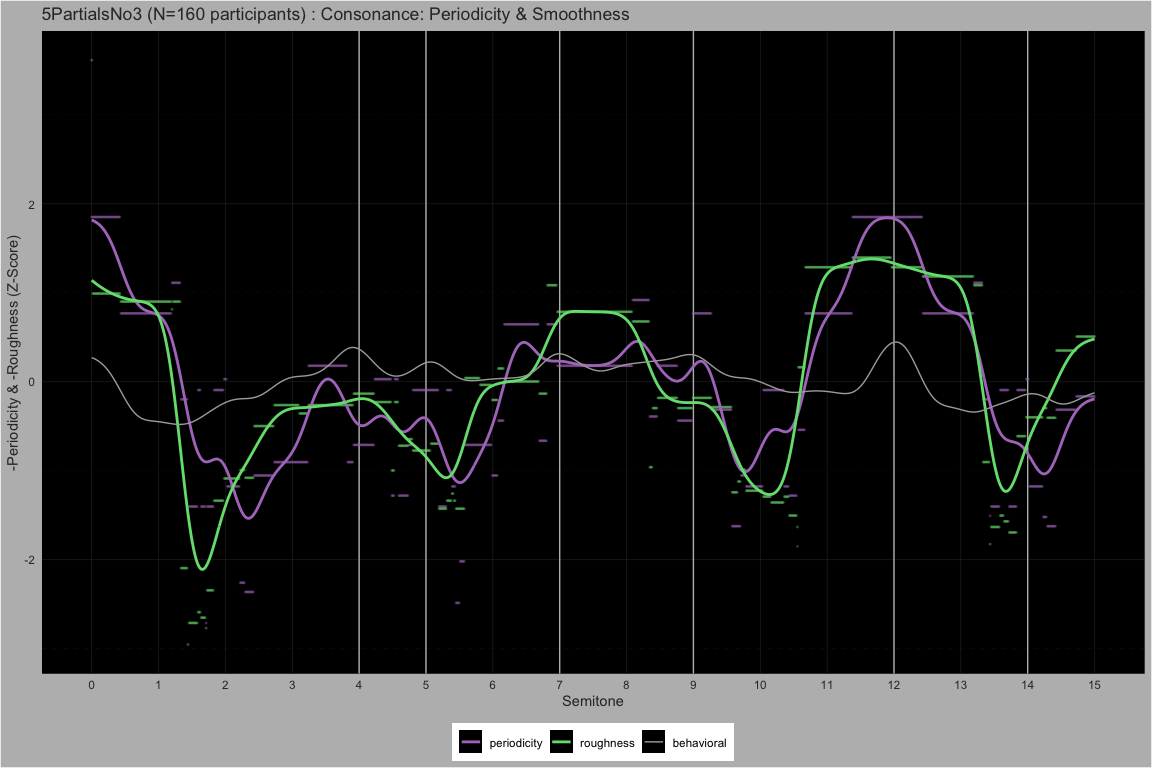 5PartialsNo3 (N=160 participants) : Consonance: Periodicity & Smoothness
-Periodicity & -Roughness (Z-Score)
2
0
-2
0 1 2 3 4 5 6 7 8 9 10 11 12 13 14 15
Semitone
periodicity roughness behavioral